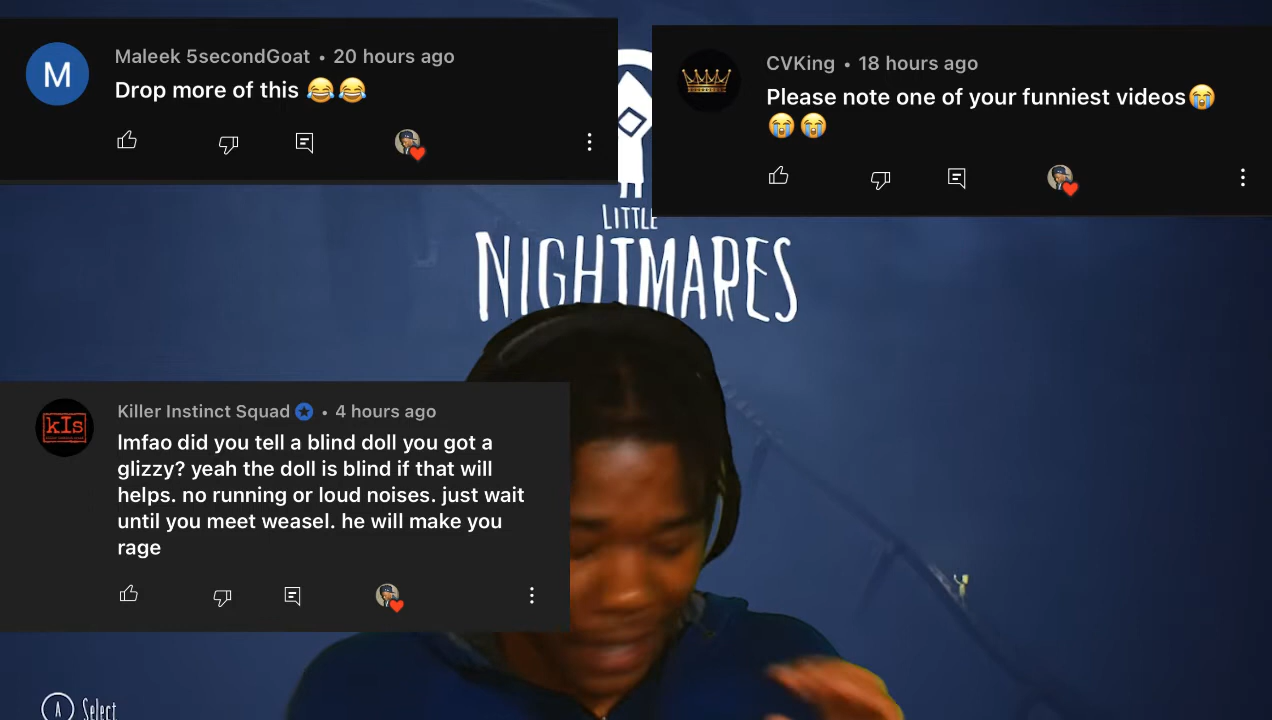 Maleek 5secondGoat • 20 hours ago
Drop more of this 😂😂
M
CVKing • 18 hours ago
Please note one of your funniest videos😭
😭😭
LITTLE
NIGHTMARES
kIs
Killer Instinct Squad • 4 hours ago
lmfao did you tell a blind doll you got a
glizzy? yeah the doll is blind if that will
helps. no running or loud noises. just wait
until you meet weasel. he will make you
rage
A Select